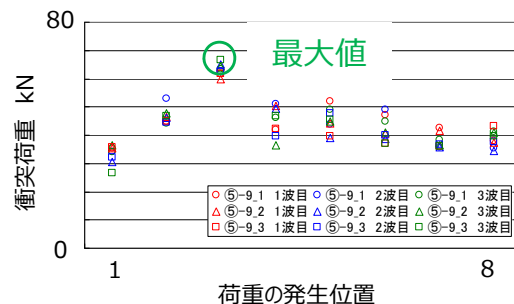 80
最大値
衝突荷重 kN
⑤-9_1 1波目 ⑤-9_1 2波目 ⑤-9_1 3波目
⑤-9_2 1波目 ⑤-9_2 2波目 ⑤-9_2 3波目
⑤-9_3 1波目 ⑤-9_3 2波目 ⑤-9_3 3波目
0
1 8
荷重の発生位置